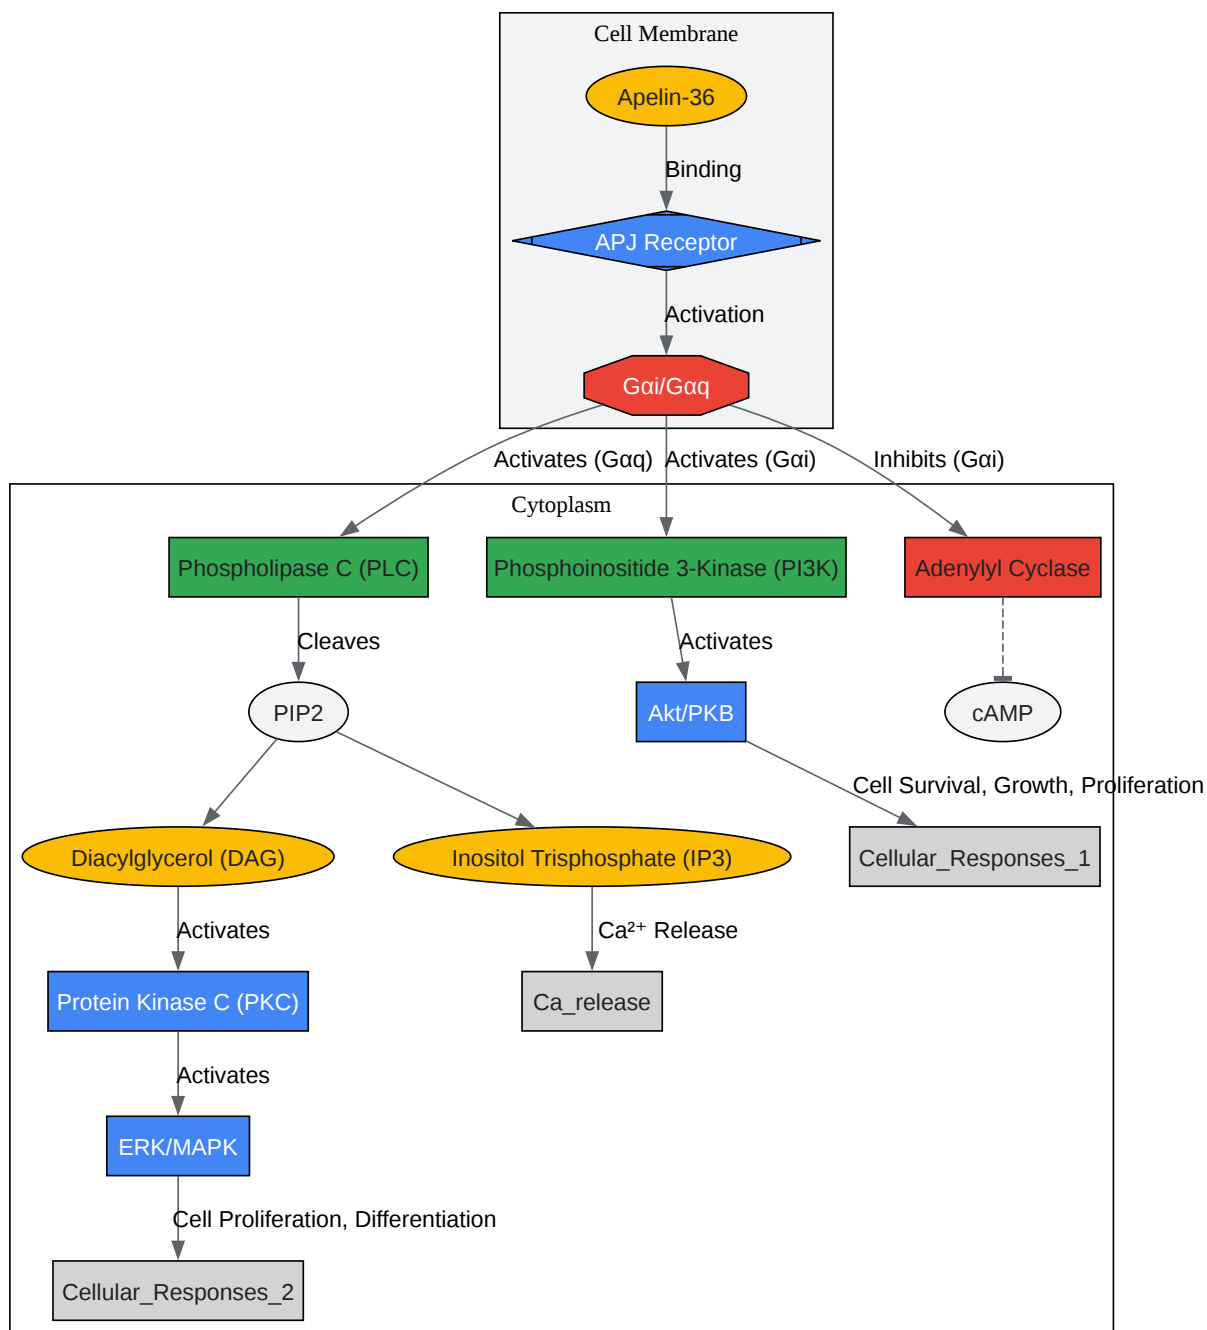 Cell Membrane
Apelin-36
Binding
APJ Receptor
Activation
Gαi/Gαq
Activates (Gαq)
Activates (Gαi)
Inhibits (Gαi)
Cytoplasm
Phospholipase C (PLC)
Phosphoinositide 3-Kinase (PI3K)
Adenylyl Cyclase
Cleaves
Activates
PIP2
Akt/PKB
cAMP
Cell Survival, Growth, Proliferation
Diacylglycerol (DAG)
Inositol Trisphosphate (IP3)
Cellular_Responses_1
Activates
Ca²⁺ Release
Protein Kinase C (PKC)
Ca_release
Activates
ERK/MAPK
Cell Proliferation, Differentiation
Cellular_Responses_2